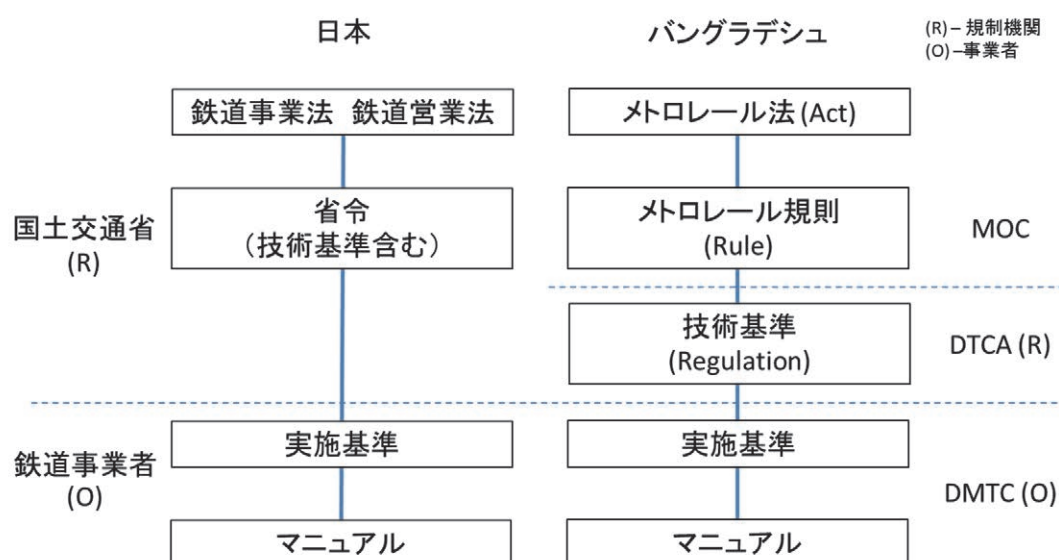 日本
バングラデシュ
(R) – 規制機関
(O) –事業者
鉄道事業法 鉄道営業法
メトロレール法 (Act)
国土交通省
(R)
省令
（技術基準含む）
メトロレール規則
(Rule)
MOC
技術基準
(Regulation)
DTCA (R)
鉄道事業者
(O)
実施基準
実施基準
DMTC (O)
マニュアル
マニュアル